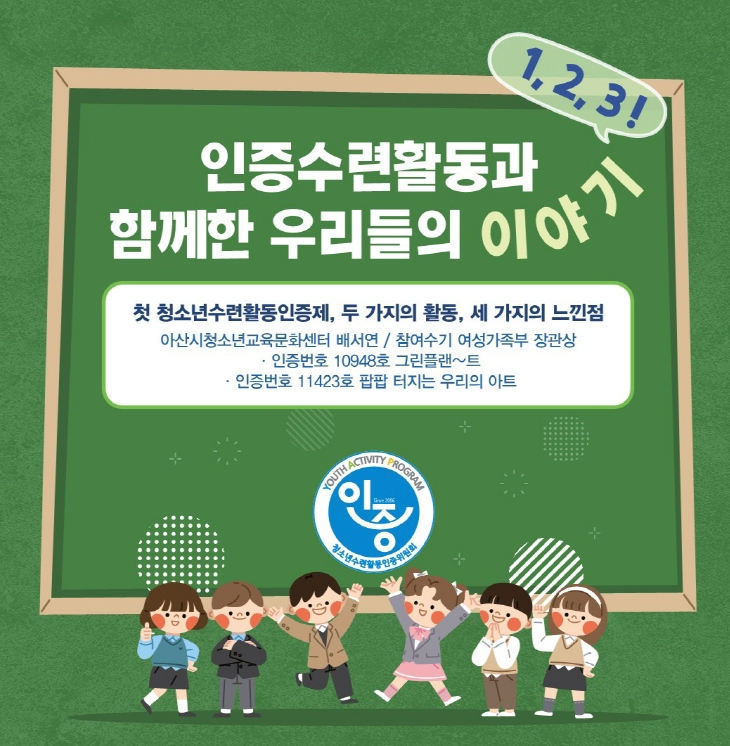 1, 2, 3!
인증수련활동과
함께한 우리들의 이야기
첫 청소년수련활동인증제, 두 가지의 활동, 세 가지의 느낀점
아산시청소년교육문화센터 배서연 / 참여수기 여성가족부 장관상
· 인증번호 10948호 그린플랜~트
· 인증번호 11423호 팝팝 터지는 우리의 아트
YOUTH ACTIVITY PROGRAM
인증
Since 2006
청소년수련활동인증위원회